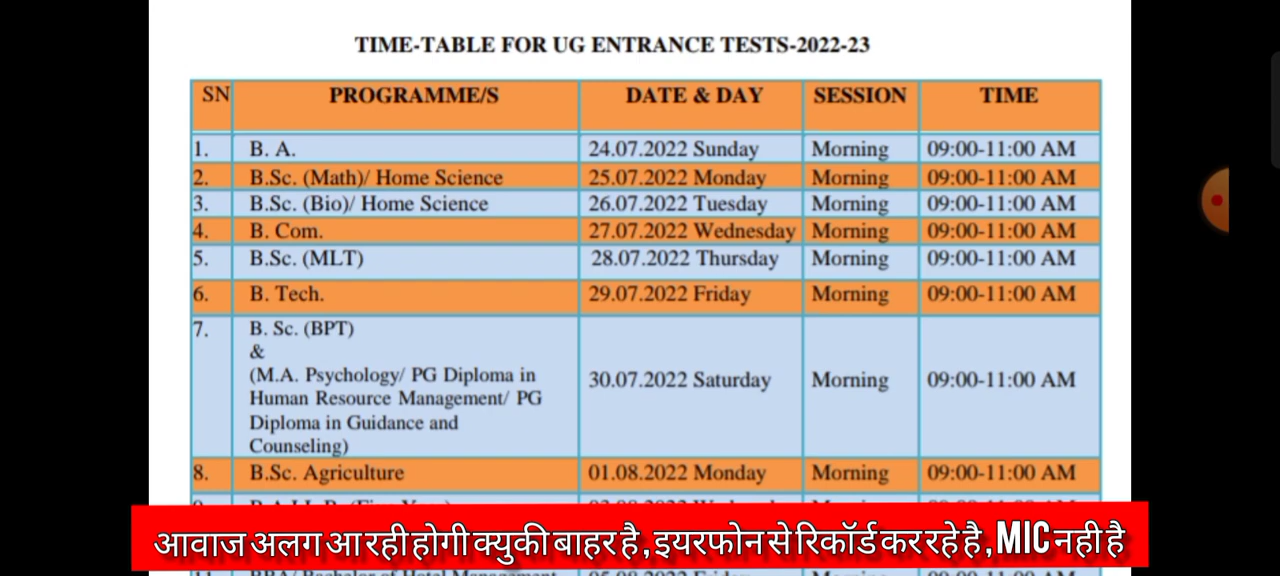 TIME-TABLE FOR UG ENTRANCE TESTS-2022-23
SN PROGRAMME/S DATE & DAY SESSION TIME
1. B. A. 24.07.2022 Sunday Morning 09:00-11:00 AM
2. B.Sc. (Math)/ Home Science 25.07.2022 Monday Morning 09:00-11:00 AM
3. B.Sc. (Bio)/ Home Science 26.07.2022 Tuesday Morning 09:00-11:00 AM
4. B. Com. 27.07.2022 Wednesday Morning 09:00-11:00 AM
5. B.Sc. (MLT) 28.07.2022 Thursday Morning 09:00-11:00 AM
6. B. Tech. 29.07.2022 Friday Morning 09:00-11:00 AM
7. B. Sc. (BPT)
&
(M.A. Psychology/ PG Diploma in
Human Resource Management/ PG 30.07.2022 Saturday Morning 09:00-11:00 AM
Diploma in Guidance and
Counseling)
8. B.Sc. Agriculture 01.08.2022 Monday Morning 09:00-11:00 AM
आवाज अलग आ रही होगी क्युकी बाहर है , इयरफोन से रिकॉर्ड कर रहे है , MIC नही है